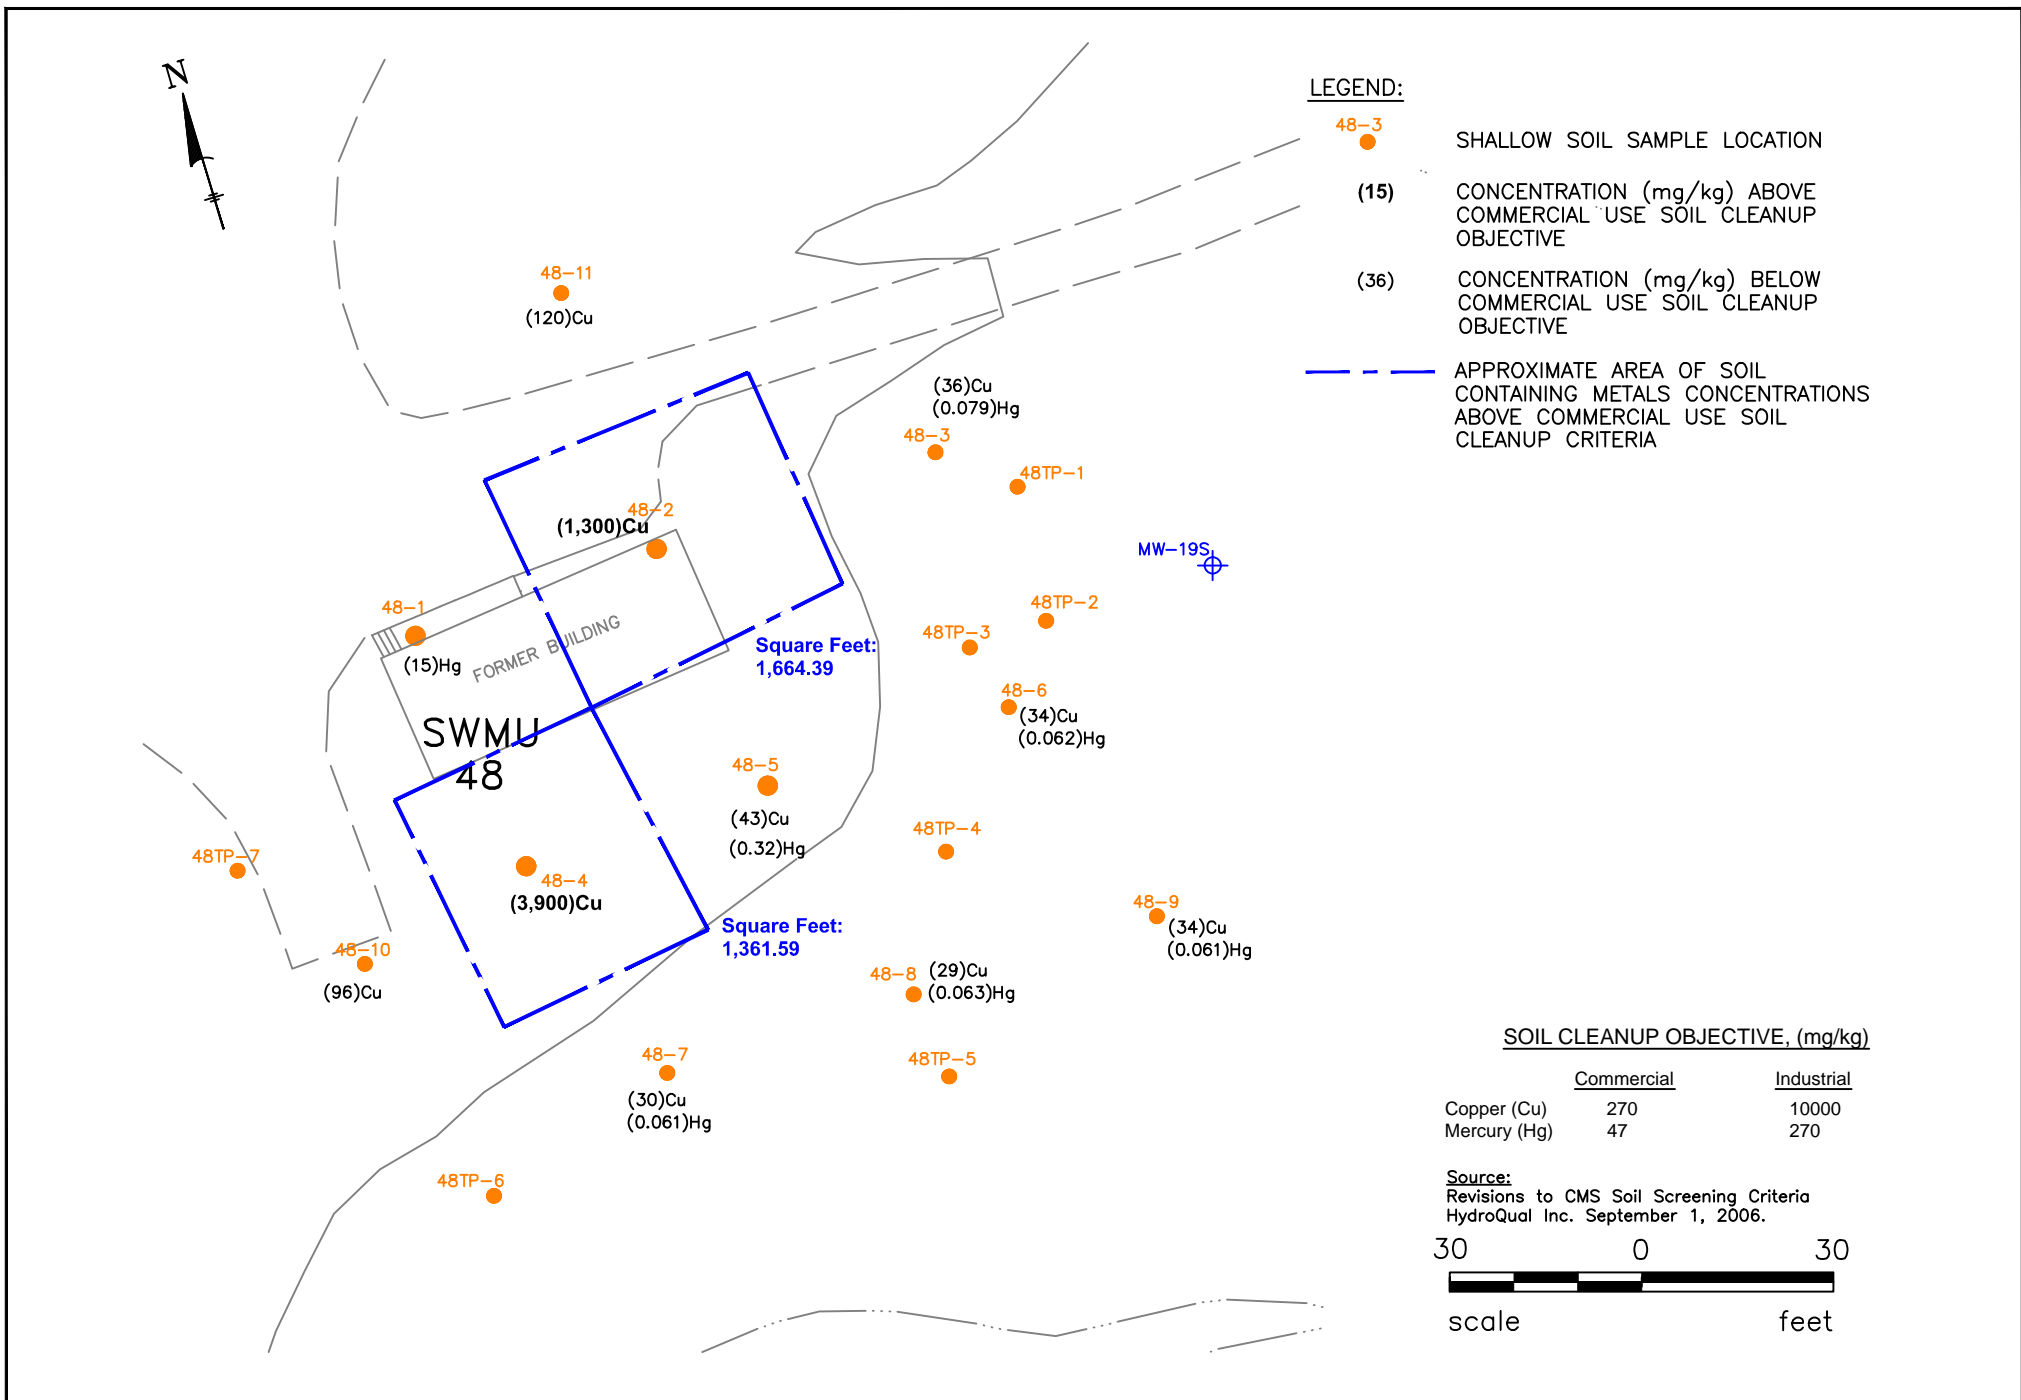 N
LEGEND:
48-3
SHALLOW SOIL SAMPLE LOCATION
(15)
CONCENTRATION (mg/kg) ABOVE
COMMERCIAL USE SOIL CLEANUP
OBJECTIVE
(36)
CONCENTRATION (mg/kg) BELOW
COMMERCIAL USE SOIL CLEANUP
OBJECTIVE
APPROXIMATE AREA OF SOIL
CONTAINING METALS CONCENTRATIONS
ABOVE COMMERCIAL USE SOIL
CLEANUP CRITERIA
48-11
(120)Cu
(36)Cu
(0.079)Hg
48-3
48TP-1
48-2
(1,300)Cu
MW-19S
48-1
(15)Hg
FORMER BUILDING
48TP-2
48TP-3
Square Feet:
1,664.39
48-6
(34)Cu
(0.062)Hg
SWMU
48
48-5
(43)Cu
(0.32)Hg
48TP-4
48TP-7
48-4
(3,900)Cu
48-9
(34)Cu
(0.061)Hg
Square Feet:
1,361.59
48-10
(96)Cu
48-8
(29)Cu
(0.063)Hg
48-7
(30)Cu
(0.061)Hg
48TP-5
48TP-6
SOIL CLEANUP OBJECTIVE, (mg/kg)
Commercial Industrial
Copper (Cu) 270 10000
Mercury (Hg) 47 270
Source:
Revisions to CMS Soil Screening Criteria
HydroQual Inc. September 1, 2006.
30 0 30
scale feet